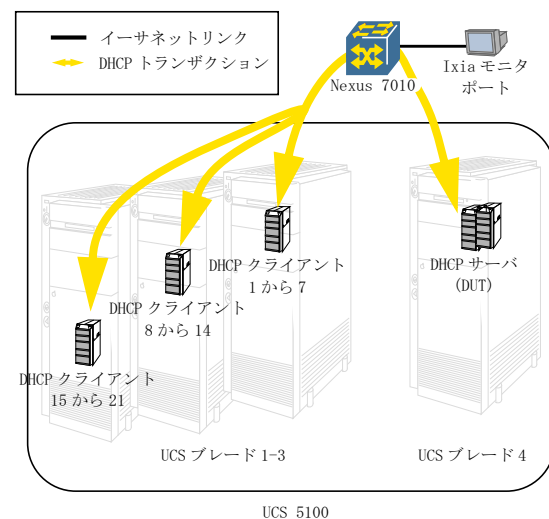 イーサネットリンク
DHCP トランザクション
Nexus 7010
Ixia モニタ
ポート
DHCP クライアント
1 から 7
DHCP サーバ
(DUT)
DHCP クライアント
8 から 14
DHCP クライアント
15 から 21
UCS ブレード 1-3
UCS ブレード 4
UCS 5100